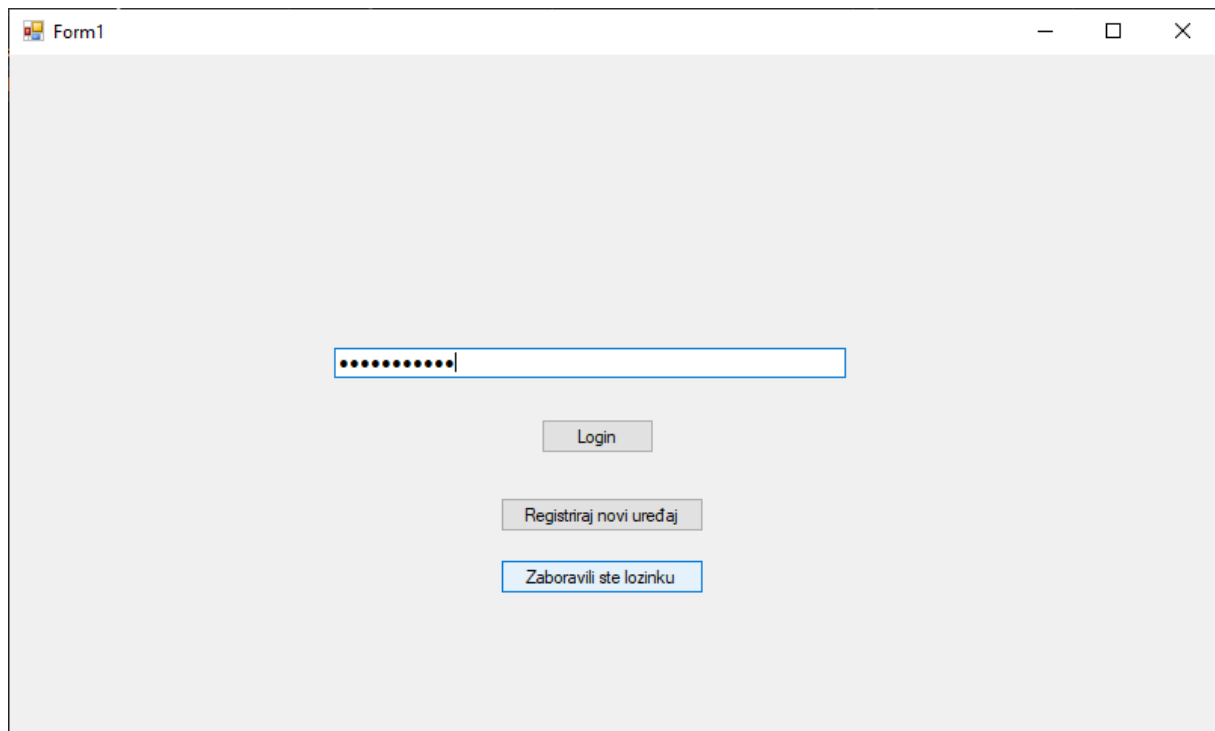 Form1
•••••••••••
Login
Registriraj novi uređaj
Zaboravili ste lozinku